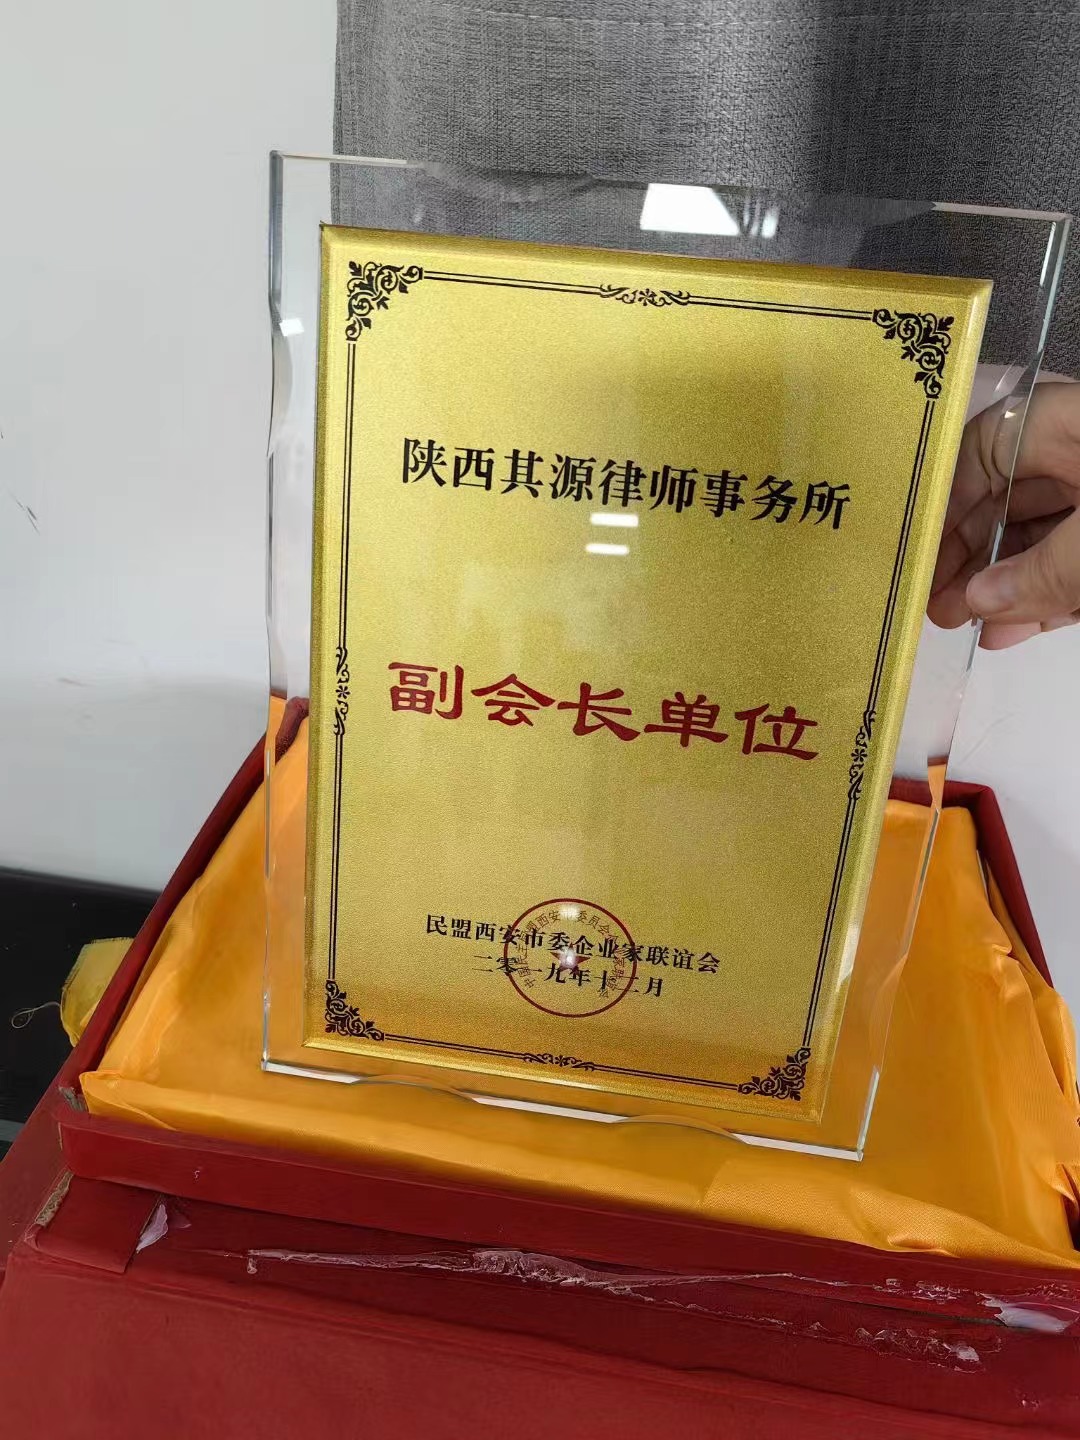 陕西其源律师事务所
副会长单位
民盟西安市委企业家联谊会
二零一九年十二月